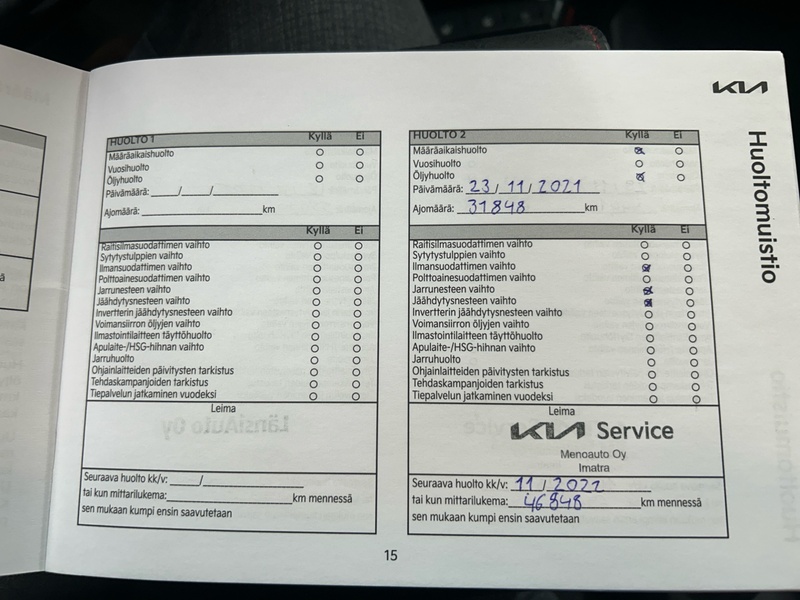 KIA
Huoltomuistio
HUOLTO 1 Kyllä Ei
Määräaikaishuolto
Vuosihuolto
Öljyhuolto
Päivämäärä: / /
Ajomäärä: km
Kyllä Ei
Raitisilmasuodattimen vaihto
Sytytystulppien vaihto
Ilmansuodattimen vaihto
Polttoainesuodattimen vaihto
Jarrunesteen vaihto
Jäähdytysnesteen vaihto
Invertterin jäähdytysnesteen vaihto
Voimansiirron öljyjen vaihto
Ilmastointilaitteen täyttöhuolto
Apulaite-/HSG-hihnan vaihto
Jarruhuolto
Ohjainlaitteiden päivitysten tarkistus
Tehdaskampanjoiden tarkistus
Tiepalvelun jatkaminen vuodeksi
Leima
LänsiAuto Oy
Seuraava huolto kk/v: /
tai kun mittarilukema: km mennessä
sen mukaan kumpi ensin saavutetaan
HUOLTO 2 Kyllä Ei
Määräaikaishuolto
Vuosihuolto
Öljyhuolto
Päivämäärä: 23 / 11 / 2021
Ajomäärä: 31848 km
Kyllä Ei
Raitisilmasuodattimen vaihto
Sytytystulppien vaihto
Ilmansuodattimen vaihto
Polttoainesuodattimen vaihto
Jarrunesteen vaihto
Jäähdytysnesteen vaihto
Invertterin jäähdytysnesteen vaihto
Voimansiirron öljyjen vaihto
Ilmastointilaitteen täyttöhuolto
Apulaite-/HSG-hihnan vaihto
Jarruhuolto
Ohjainlaitteiden päivitysten tarkistus
Tehdaskampanjoiden tarkistus
Tiepalvelun jatkaminen vuodeksi
Leima
KIA Service
Menoauto Oy
Imatra
Seuraava huolto kk/v: 11 / 2022
tai kun mittarilukema: 46848 km mennessä
sen mukaan kumpi ensin saavutetaan
15